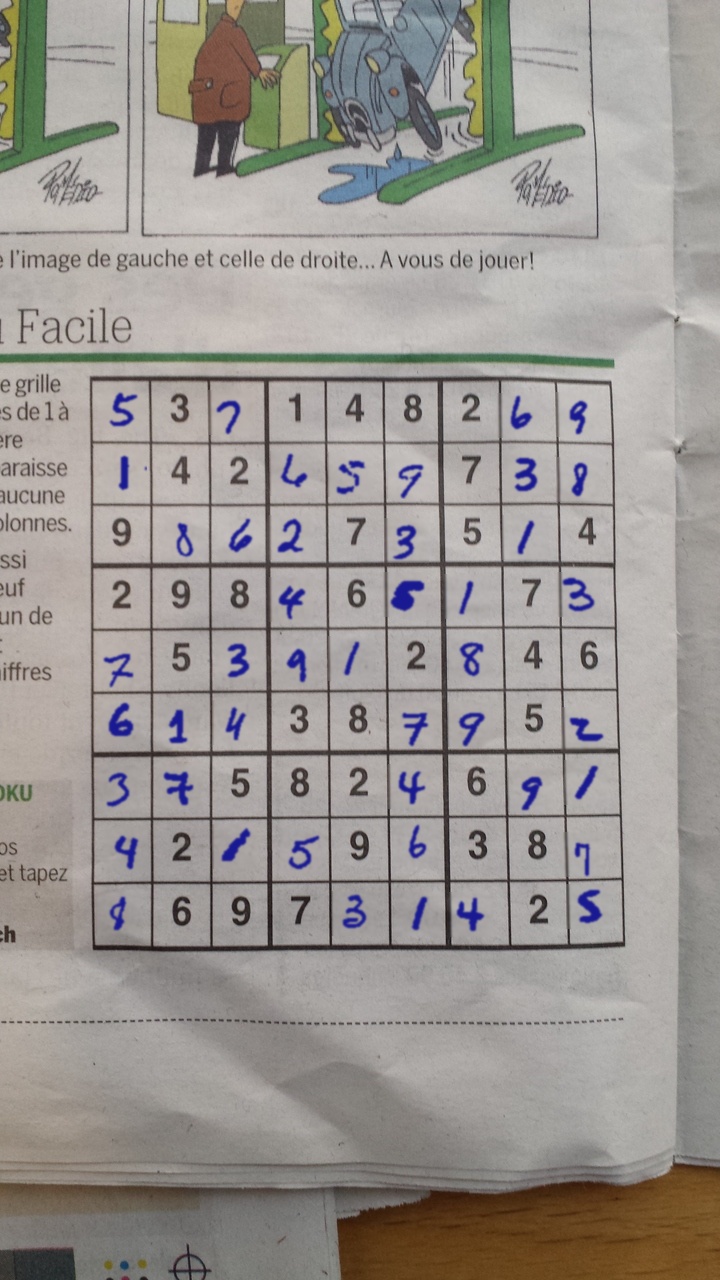 e l'image de gauche et celle de droite... A vous de jouer!
Facile
e grille
es de 1 à
ère
araisse
aucune
olonnes.
ssi
euf
un de
:
iffres
OKU
os
et tapez
ch
5 3 7 1 4 8 2 6 9
1 4 2 6 5 9 7 3 8
9 8 6 2 7 3 5 1 4
2 9 8 4 6 5 1 7 3
7 5 3 9 1 2 8 4 6
6 1 4 3 8 7 9 5 2
3 7 5 8 2 4 6 9 1
4 2 1 5 9 6 3 8 7
8 6 9 7 3 1 4 2 5